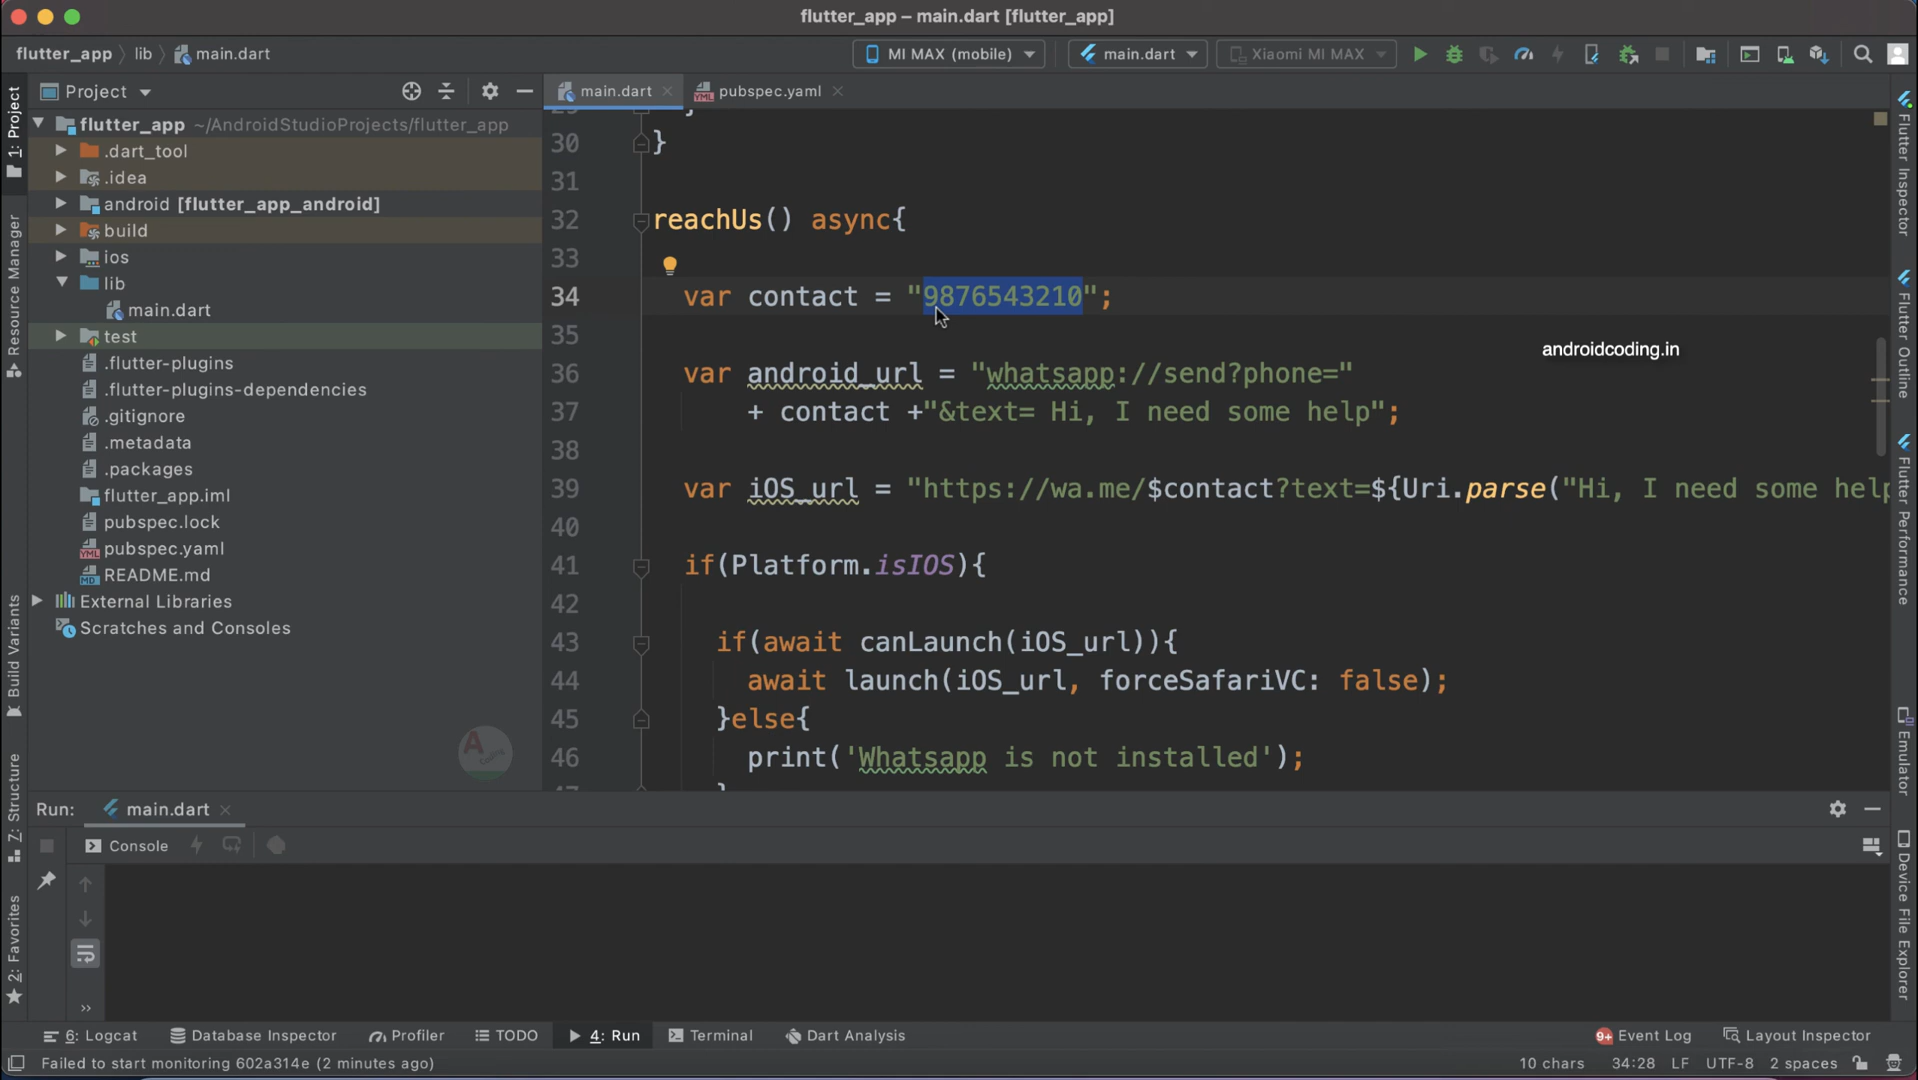 flutter_app – main.dart [flutter_app]
flutter_app lib main.dart MI MAX (mobile) main.dart Xiaomi MI MAX
1: Project
Resource Manager
Build Variants
Z: Structure
2: Favorites
Project
flutter_app ~/AndroidStudioProjects/flutter_app
.dart_tool
.idea
android [flutter_app_android]
build
ios
lib
main.dart
test
.flutter-plugins
.flutter-plugins-dependencies
.gitignore
.metadata
.packages
flutter_app.iml
pubspec.lock
pubspec.yaml
README.md
External Libraries
Scratches and Consoles
main.dart pubspec.yaml
30 }
31
32 reachUs() async{
33
34 var contact = "9876543210";
35
androidcoding.in
36 var android_url = "whatsapp://send?phone="
37 + contact +"&text= Hi, I need some help";
38
39 var iOS_url = "https://wa.me/$contact?text=${Uri.parse("Hi, I need some help
40
41 if(Platform.isIOS){
42
43 if(await canLaunch(iOS_url)){
44 await launch(iOS_url, forceSafariVC: false);
45 }else{
46 print('Whatsapp is not installed');
Flutter Inspector
Flutter Outline
Flutter Performance
Emulator
Device File Explorer
Run: main.dart
Console
6: Logcat Database Inspector Profiler TODO 4: Run Terminal Dart Analysis 9+ Event Log Layout Inspector
Failed to start monitoring 602a314e (2 minutes ago) 10 chars 34:28 LF UTF-8 2 spaces